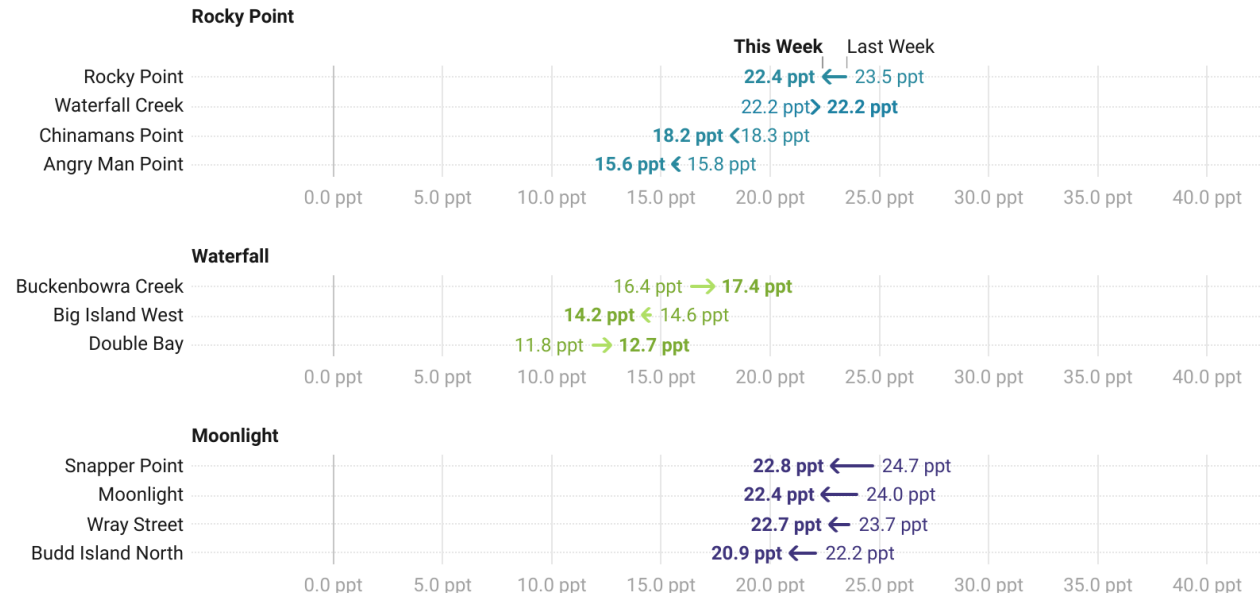 Rocky Point
This Week Last Week
Rocky Point 22.4 ppt 23.5 ppt
Waterfall Creek 22.2 ppt 22.2 ppt
Chinamans Point 18.2 ppt 18.3 ppt
Angry Man Point 15.6 ppt 15.8 ppt
0.0 ppt 5.0 ppt 10.0 ppt 15.0 ppt 20.0 ppt 25.0 ppt 30.0 ppt 35.0 ppt 40.0 ppt
Waterfall
Buckenbowra Creek 16.4 ppt 17.4 ppt
Big Island West 14.2 ppt 14.6 ppt
Double Bay 11.8 ppt 12.7 ppt
0.0 ppt 5.0 ppt 10.0 ppt 15.0 ppt 20.0 ppt 25.0 ppt 30.0 ppt 35.0 ppt 40.0 ppt
Moonlight
Snapper Point 22.8 ppt 24.7 ppt
Moonlight 22.4 ppt 24.0 ppt
Wray Street 22.7 ppt 23.7 ppt
Budd Island North 20.9 ppt 22.2 ppt
0.0 ppt 5.0 ppt 10.0 ppt 15.0 ppt 20.0 ppt 25.0 ppt 30.0 ppt 35.0 ppt 40.0 ppt